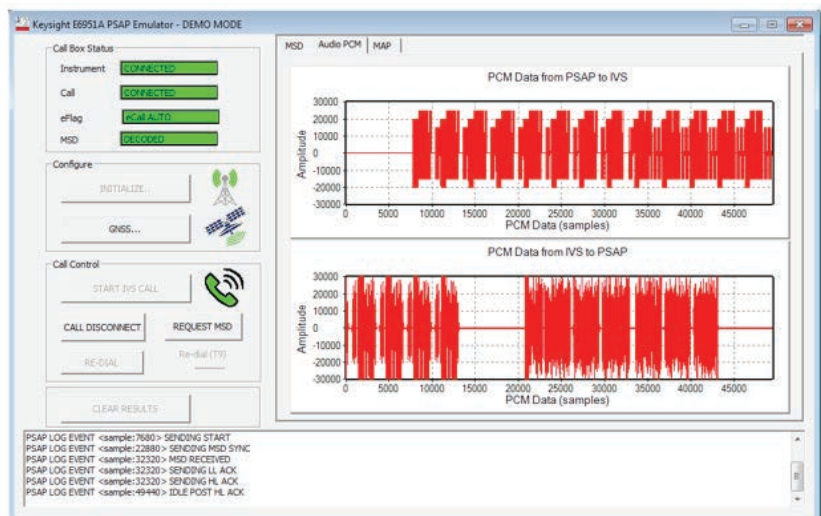 Keysight E6951A PSAP Emulator - DEMO MODE
Call Box Status
Instrument CONNECTED
Call CONNECTED
eFlag eCall AUTO
MSD DECODED
Configure
INITIALIZE...
GNSS...
Call Control
START IVS CALL
CALL DISCONNECT REQUEST MSD
RE-DIAL Re-dial (T9)
CLEAR RESULTS
MSD Audio PCM MAP
PCM Data from PSAP to IVS
Amplitude
30000
20000
10000
0
-10000
-20000
-30000
0 5000 10000 15000 20000 25000 30000 35000 40000 45000
PCM Data (samples)
PCM Data from IVS to PSAP
Amplitude
30000
20000
10000
0
-10000
-20000
-30000
0 5000 10000 15000 20000 25000 30000 35000 40000 45000
PCM Data (samples)
PSAP LOG EVENT <sample:7680> SENDING START
PSAP LOG EVENT <sample:22880> SENDING MSD SYNC
PSAP LOG EVENT <sample:32320> MSD RECEIVED
PSAP LOG EVENT <sample:32320> SENDING LL ACK
PSAP LOG EVENT <sample:32320> SENDING HL ACK
PSAP LOG EVENT <sample:49440> IDLE POST HL ACK